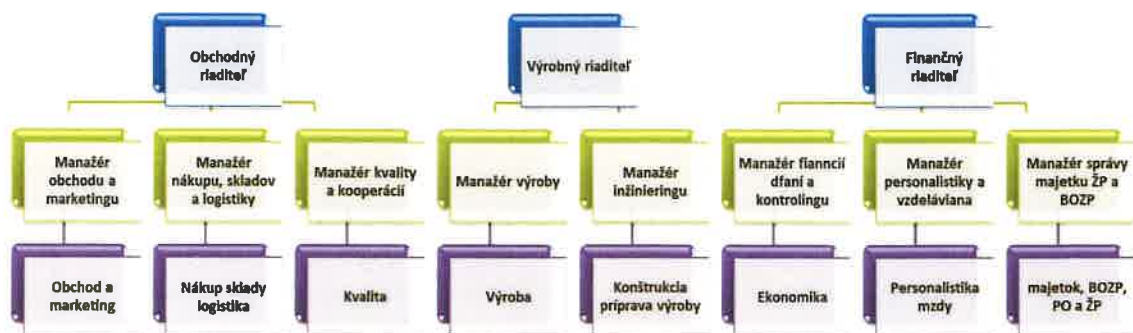 Obchodný
riaditeľ
Výrobný riaditeľ
Finančný
riaditeľ
Manažér
obchodu a
marketingu
Manažér
nákupu, skladov
a logistiky
Manažér kvality
a kooperácií
Manažér výroby
Manažér
inžinieringu
Manažér fianncií
dfaní a
kontrolingu
Manažér
personalistiky a
vzdeláviana
Manažér správy
majetku ŽP a
BOZP
Obchod a
marketing
Nákup sklady
logistika
Kvalita
Výroba
Konštrukcia
príprava výroby
Ekonomika
Personalistika
mzdy
majetok, BOZP,
PO a ŽP